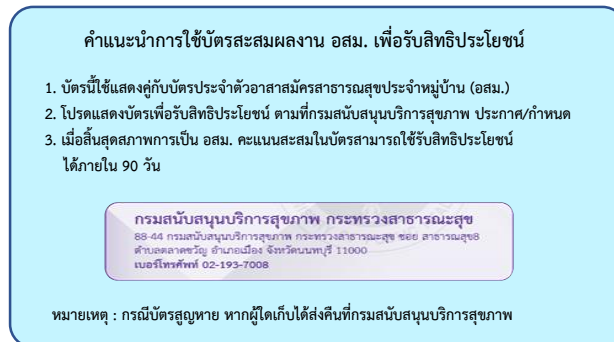 คำแนะนำการใช้บัตรสะสมผลงาน อสม. เพื่อรับสิทธิประโยชน์
1. บัตรนี้ใช้แสดงคู่กับบัตรประจำตัวอาสาสมัครสาธารณสุขประจำหมู่บ้าน (อสม.)
2. โปรดแสดงบัตรเพื่อรับสิทธิประโยชน์ ตามที่กรมสนับสนุนบริการสุขภาพ ประกาศ/กำหนด
3. เมื่อสิ้นสุดสภาพการเป็น อสม. คะแนนสะสมในบัตรสามารถใช้รับสิทธิประโยชน์
ได้ภายใน 90 วัน
กรมสนับสนุนบริการสุขภาพ กระทรวงสาธารณะสุข
88-44 กรมสนับสนุนบริการสุขภาพ กระทรวงสาธารณะสุข ซอย สาธารณสุข8
ตำบลตลาดขวัญ อำเภอเมือง จังหวัดนนทบุรี 11000
เบอร์โทรศัพท์ 02-193-7008
หมายเหตุ : กรณีบัตรสูญหาย หากผู้ใดเก็บได้ส่งคืนที่กรมสนับสนุนบริการสุขภาพ